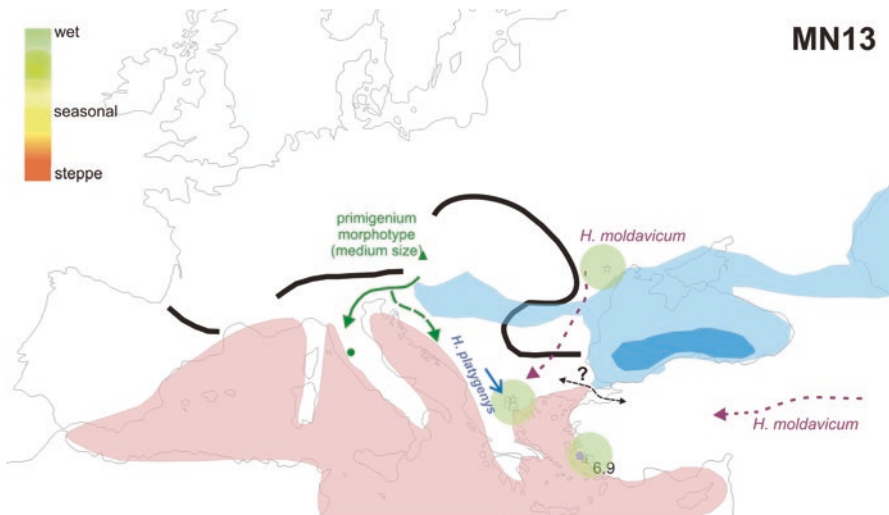 wet
MN13
seasonal
steppe
primigenium
morphotype
(medium size)
H. moldavicum
H. platygenys
?
H. moldavicum
6.9